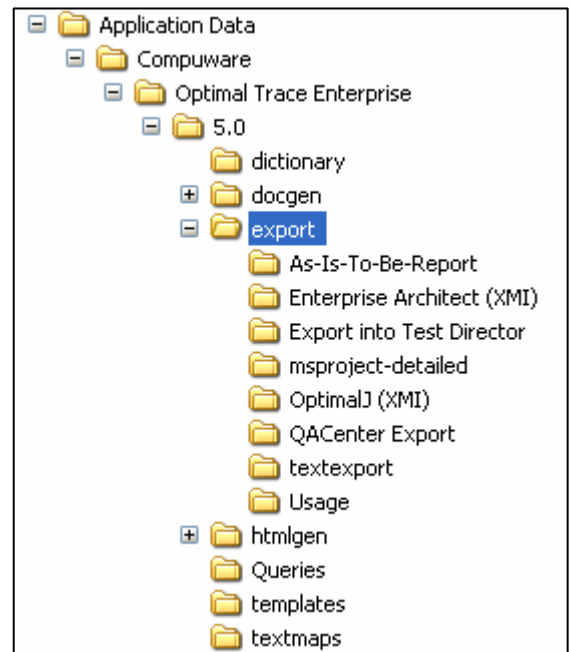 Application Data
Compuware
Optimal Trace Enterprise
5.0
dictionary
docgen
export
As-Is-To-Be-Report
Enterprise Architect (XMI)
Export into Test Director
msproject-detailed
OptimalJ (XMI)
QACenter Export
textexport
Usage
htmlgen
Queries
templates
textmaps